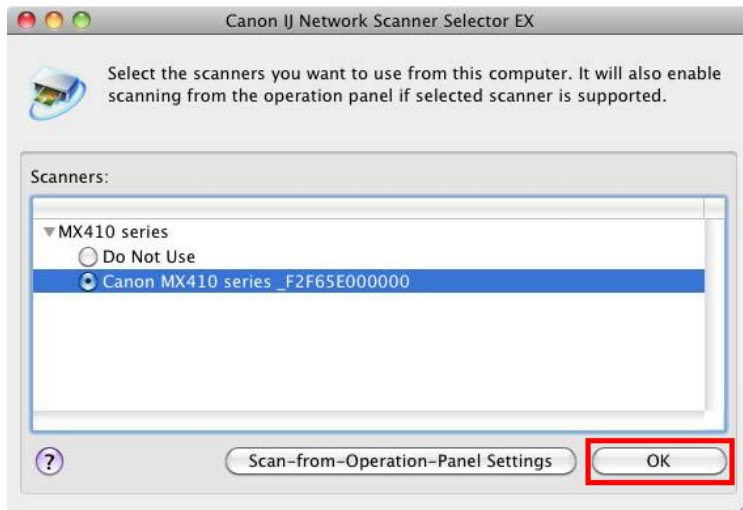 Canon IJ Network Scanner Selector EX
Select the scanners you want to use from this computer. It will also enable
scanning from the operation panel if selected scanner is supported.
Scanners:
MX410 series
Do Not Use
Canon MX410 series _F2F65E000000
?
Scan-from-Operation-Panel Settings
OK